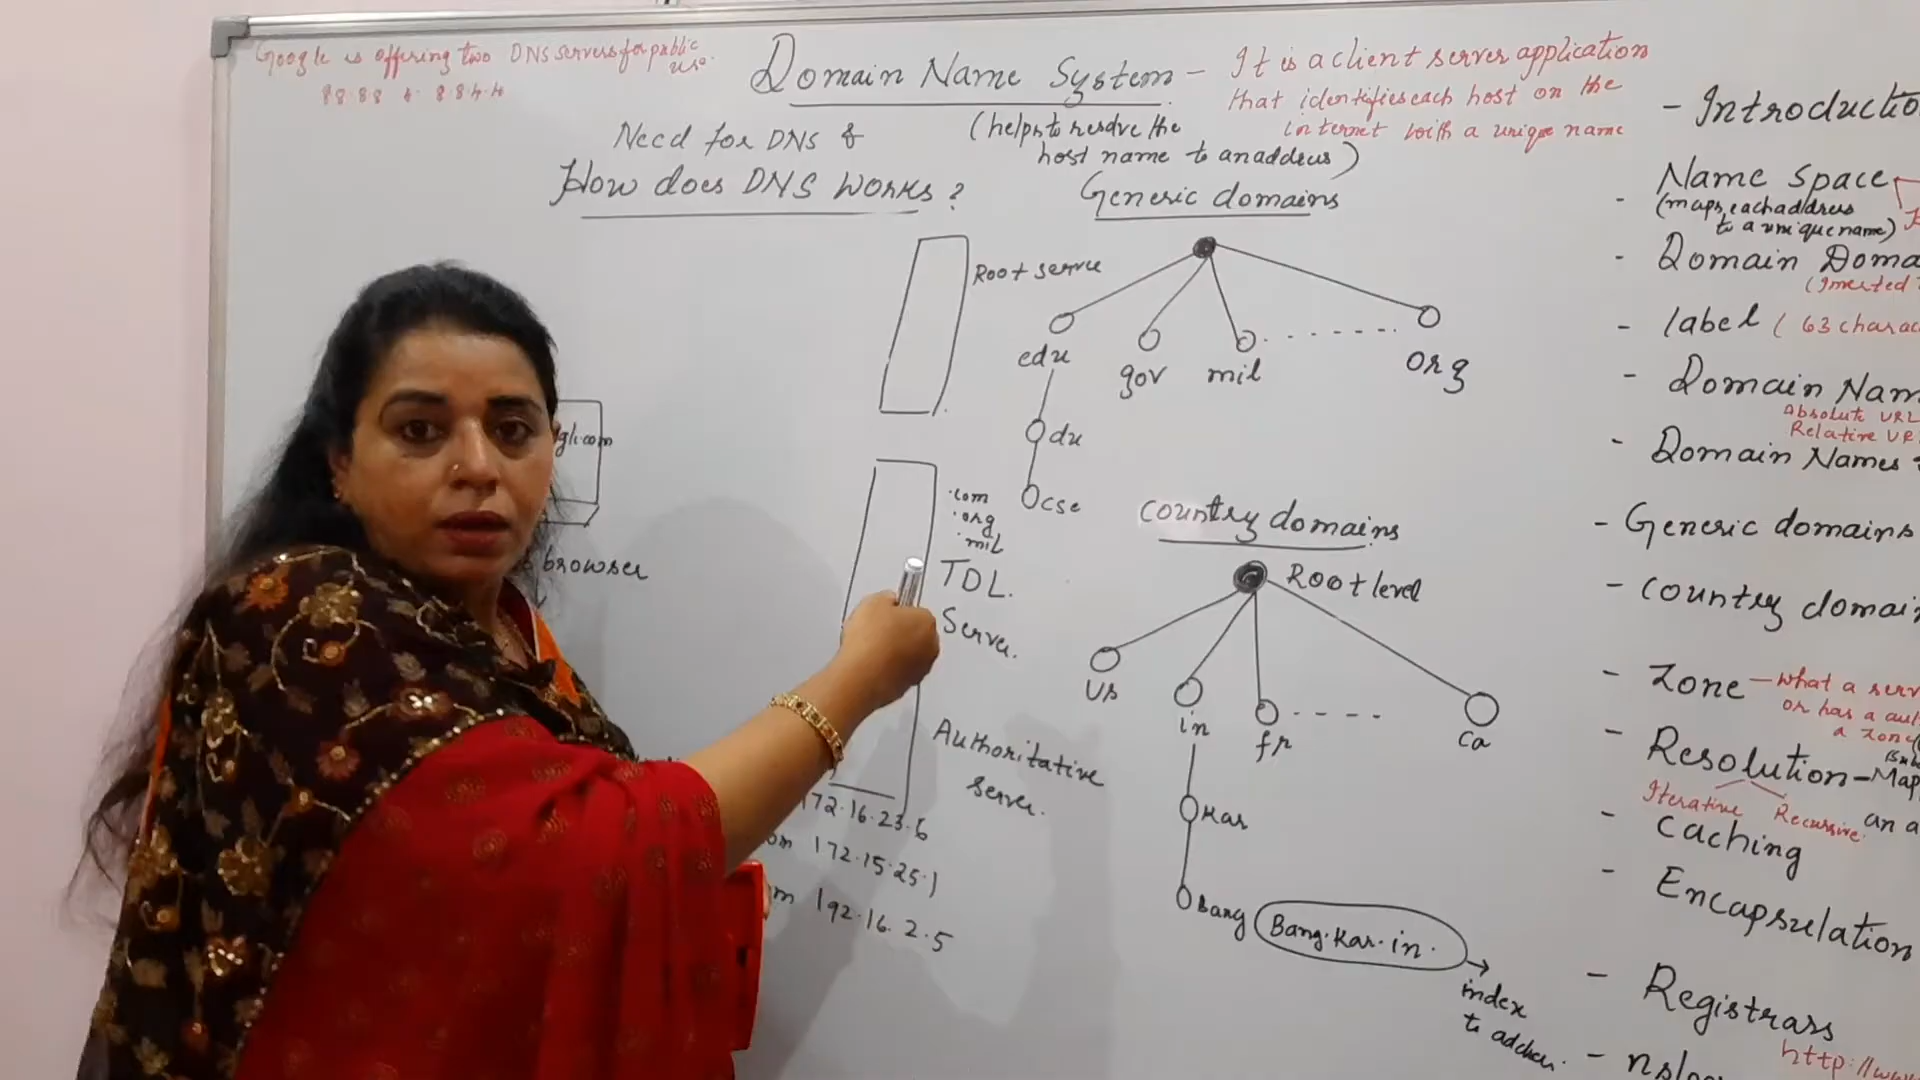 Google is offering two DNS servers for public
use.
88.88 & 8.8.4.4
Domain Name System -
It is a client server application
that identifies each host on the
internet with a unique name
(helps to resolve the
host name to an address)
Need for DNS &
How does DNS Works?
Root server
.com
.org
.mil
TDL.
Server.
Authoritative
server.
browser
172.16.23.6
172.15.25.1
192.16.2.5
Generic domains
edu
gov
mil
org
du
cse
Country domains
Root level
us
in
fr
ca
Kar
Bang
Bang.Kar.in.
index
to address.
- Introductio
- Name Space
(maps each address
to a unique name)
- Domain Doma
(Inverted
- label (63 charac
- Domain Nam
Absolute URL
Relative UR
- Domain Names
- Generic domains
- Country domain
- Zone - what a serv
or has a aut
a zone
- Resolution - Map
Iterative Recursive
an a
- Caching
- Encapsulation
- Registrars
http://ww